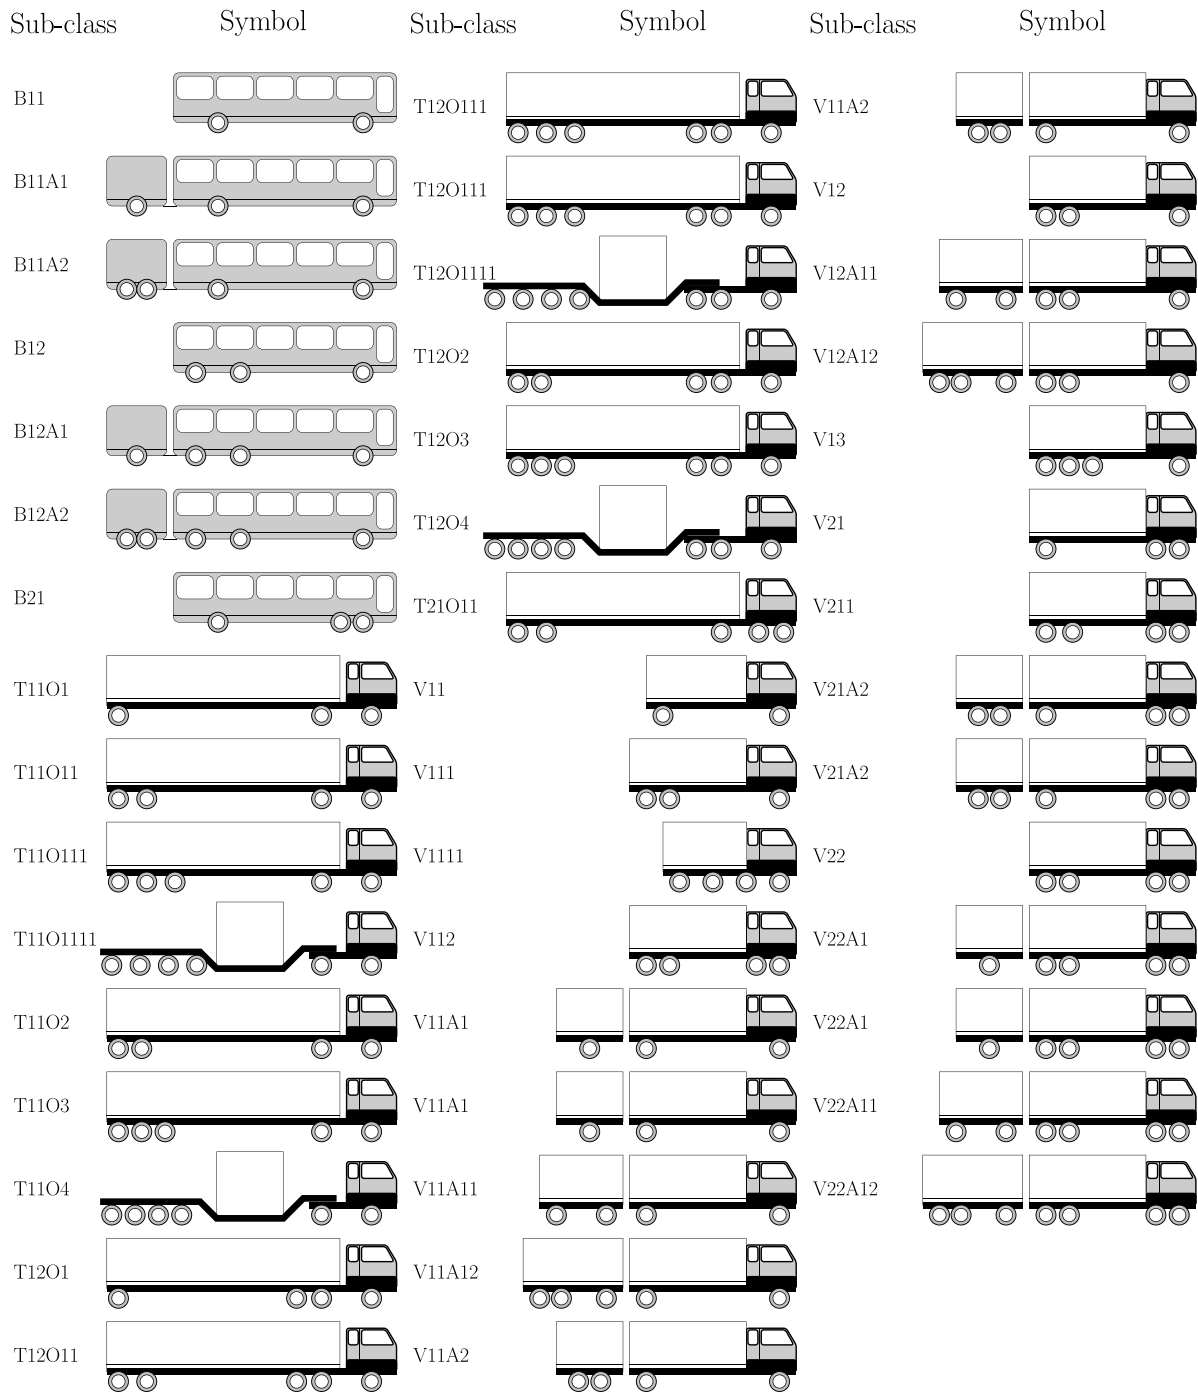 Sub-class Symbol Sub-class Symbol Sub-class Symbol
B11 T12O111 V11A2
B11A1 T12O111 V12
B11A2 T12O1111 V12A11
B12 T12O2 V12A12
B12A1 T12O3 V13
B12A2 T12O4 V21
B21 T21O11 V211
T11O1 V11 V21A2
T11O11 V111 V21A2
T11O111 V1111 V22
T11O1111 V112 V22A1
T11O2 V11A1 V22A1
T11O3 V11A1 V22A11
T11O4 V11A11 V22A12
T12O1 V11A12
T12O11 V11A2